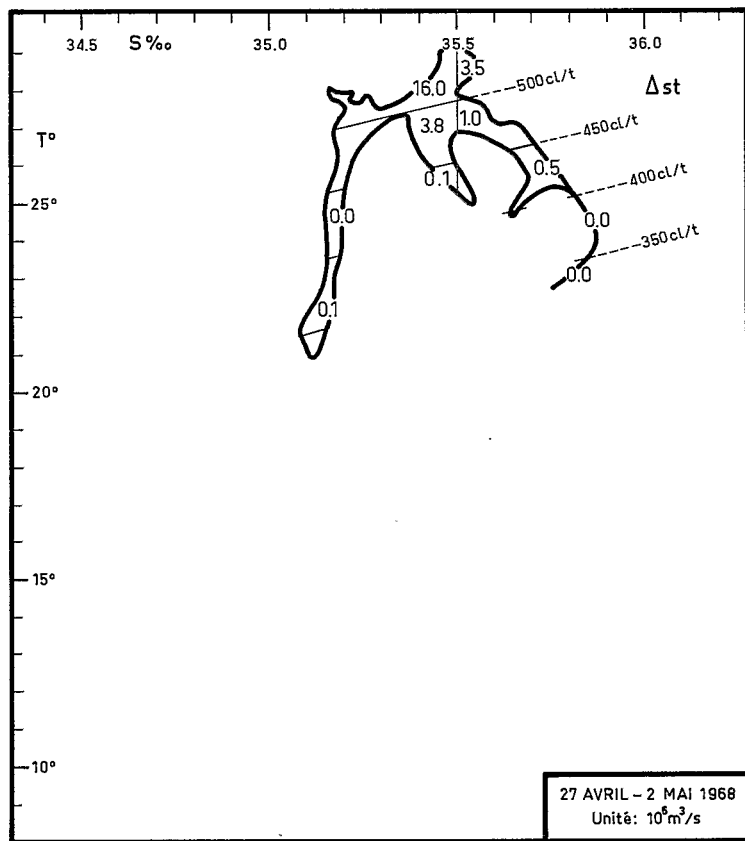 34.5 S‰ 35.0 35.5 36.0
3.5
16.0 500cl/t Δst
T° 3.8 1.0 450cl/t
0.1 0.5 400cl/t
25°
0.0 0.0
350cl/t
0.0
0.1
20°
15°
10°
27 AVRIL – 2 MAI 1968
Unité: 10⁶m³/s